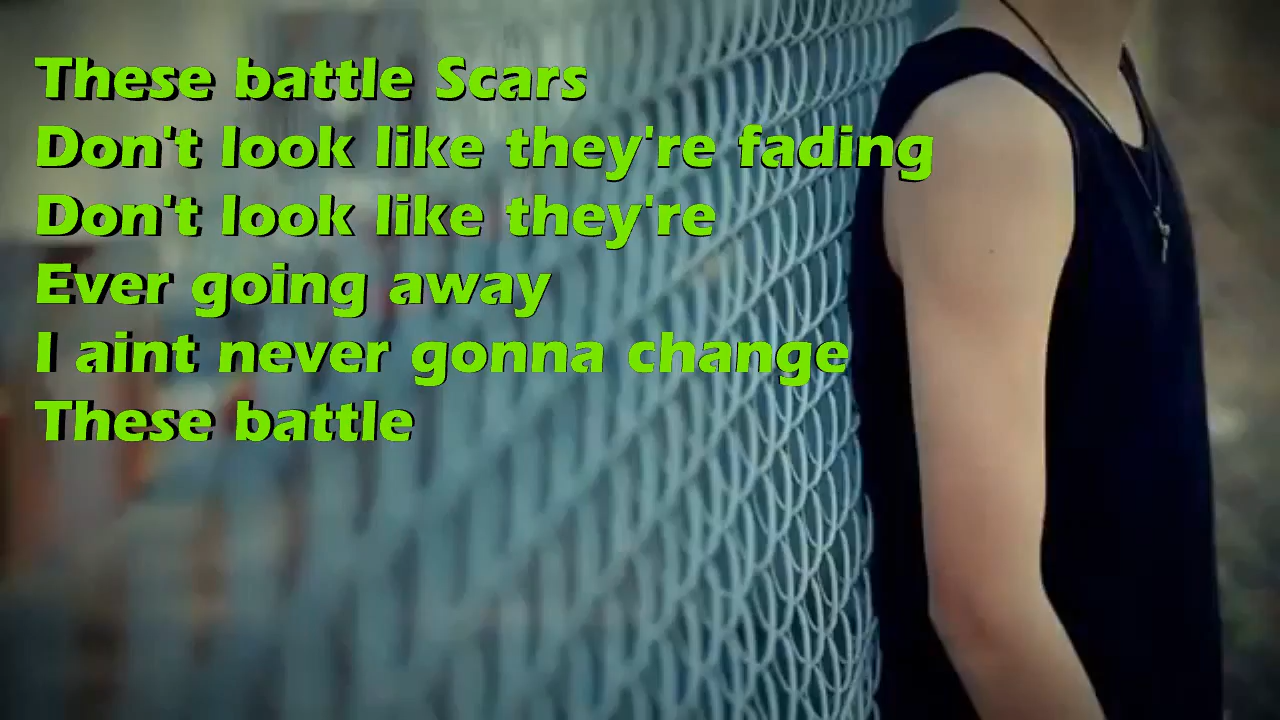 These battle Scars
Don't look like they're fading
Don't look like they're
Ever going away
I aint never gonna change
These battle